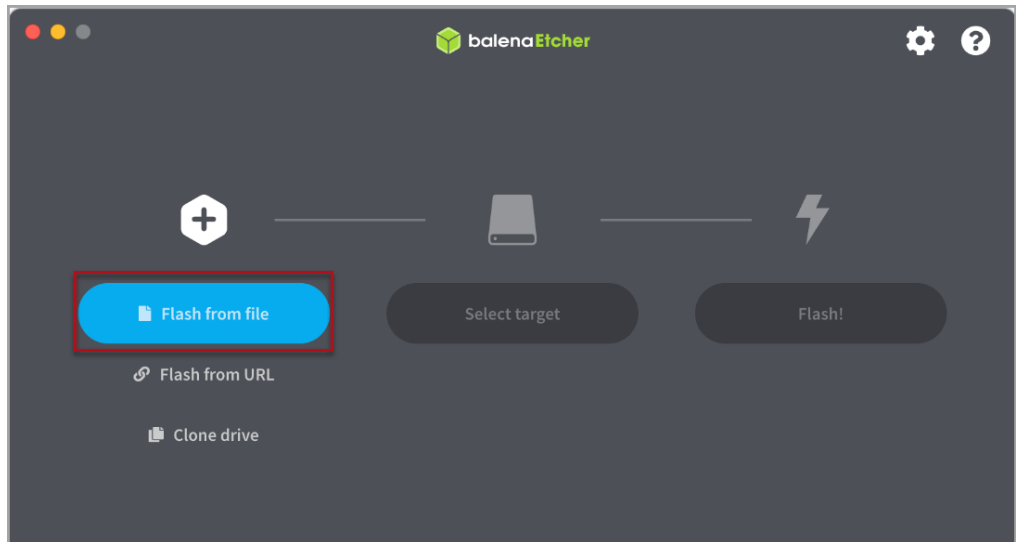 balenaEtcher
Flash from file
Select target
Flash!
Flash from URL
Clone drive